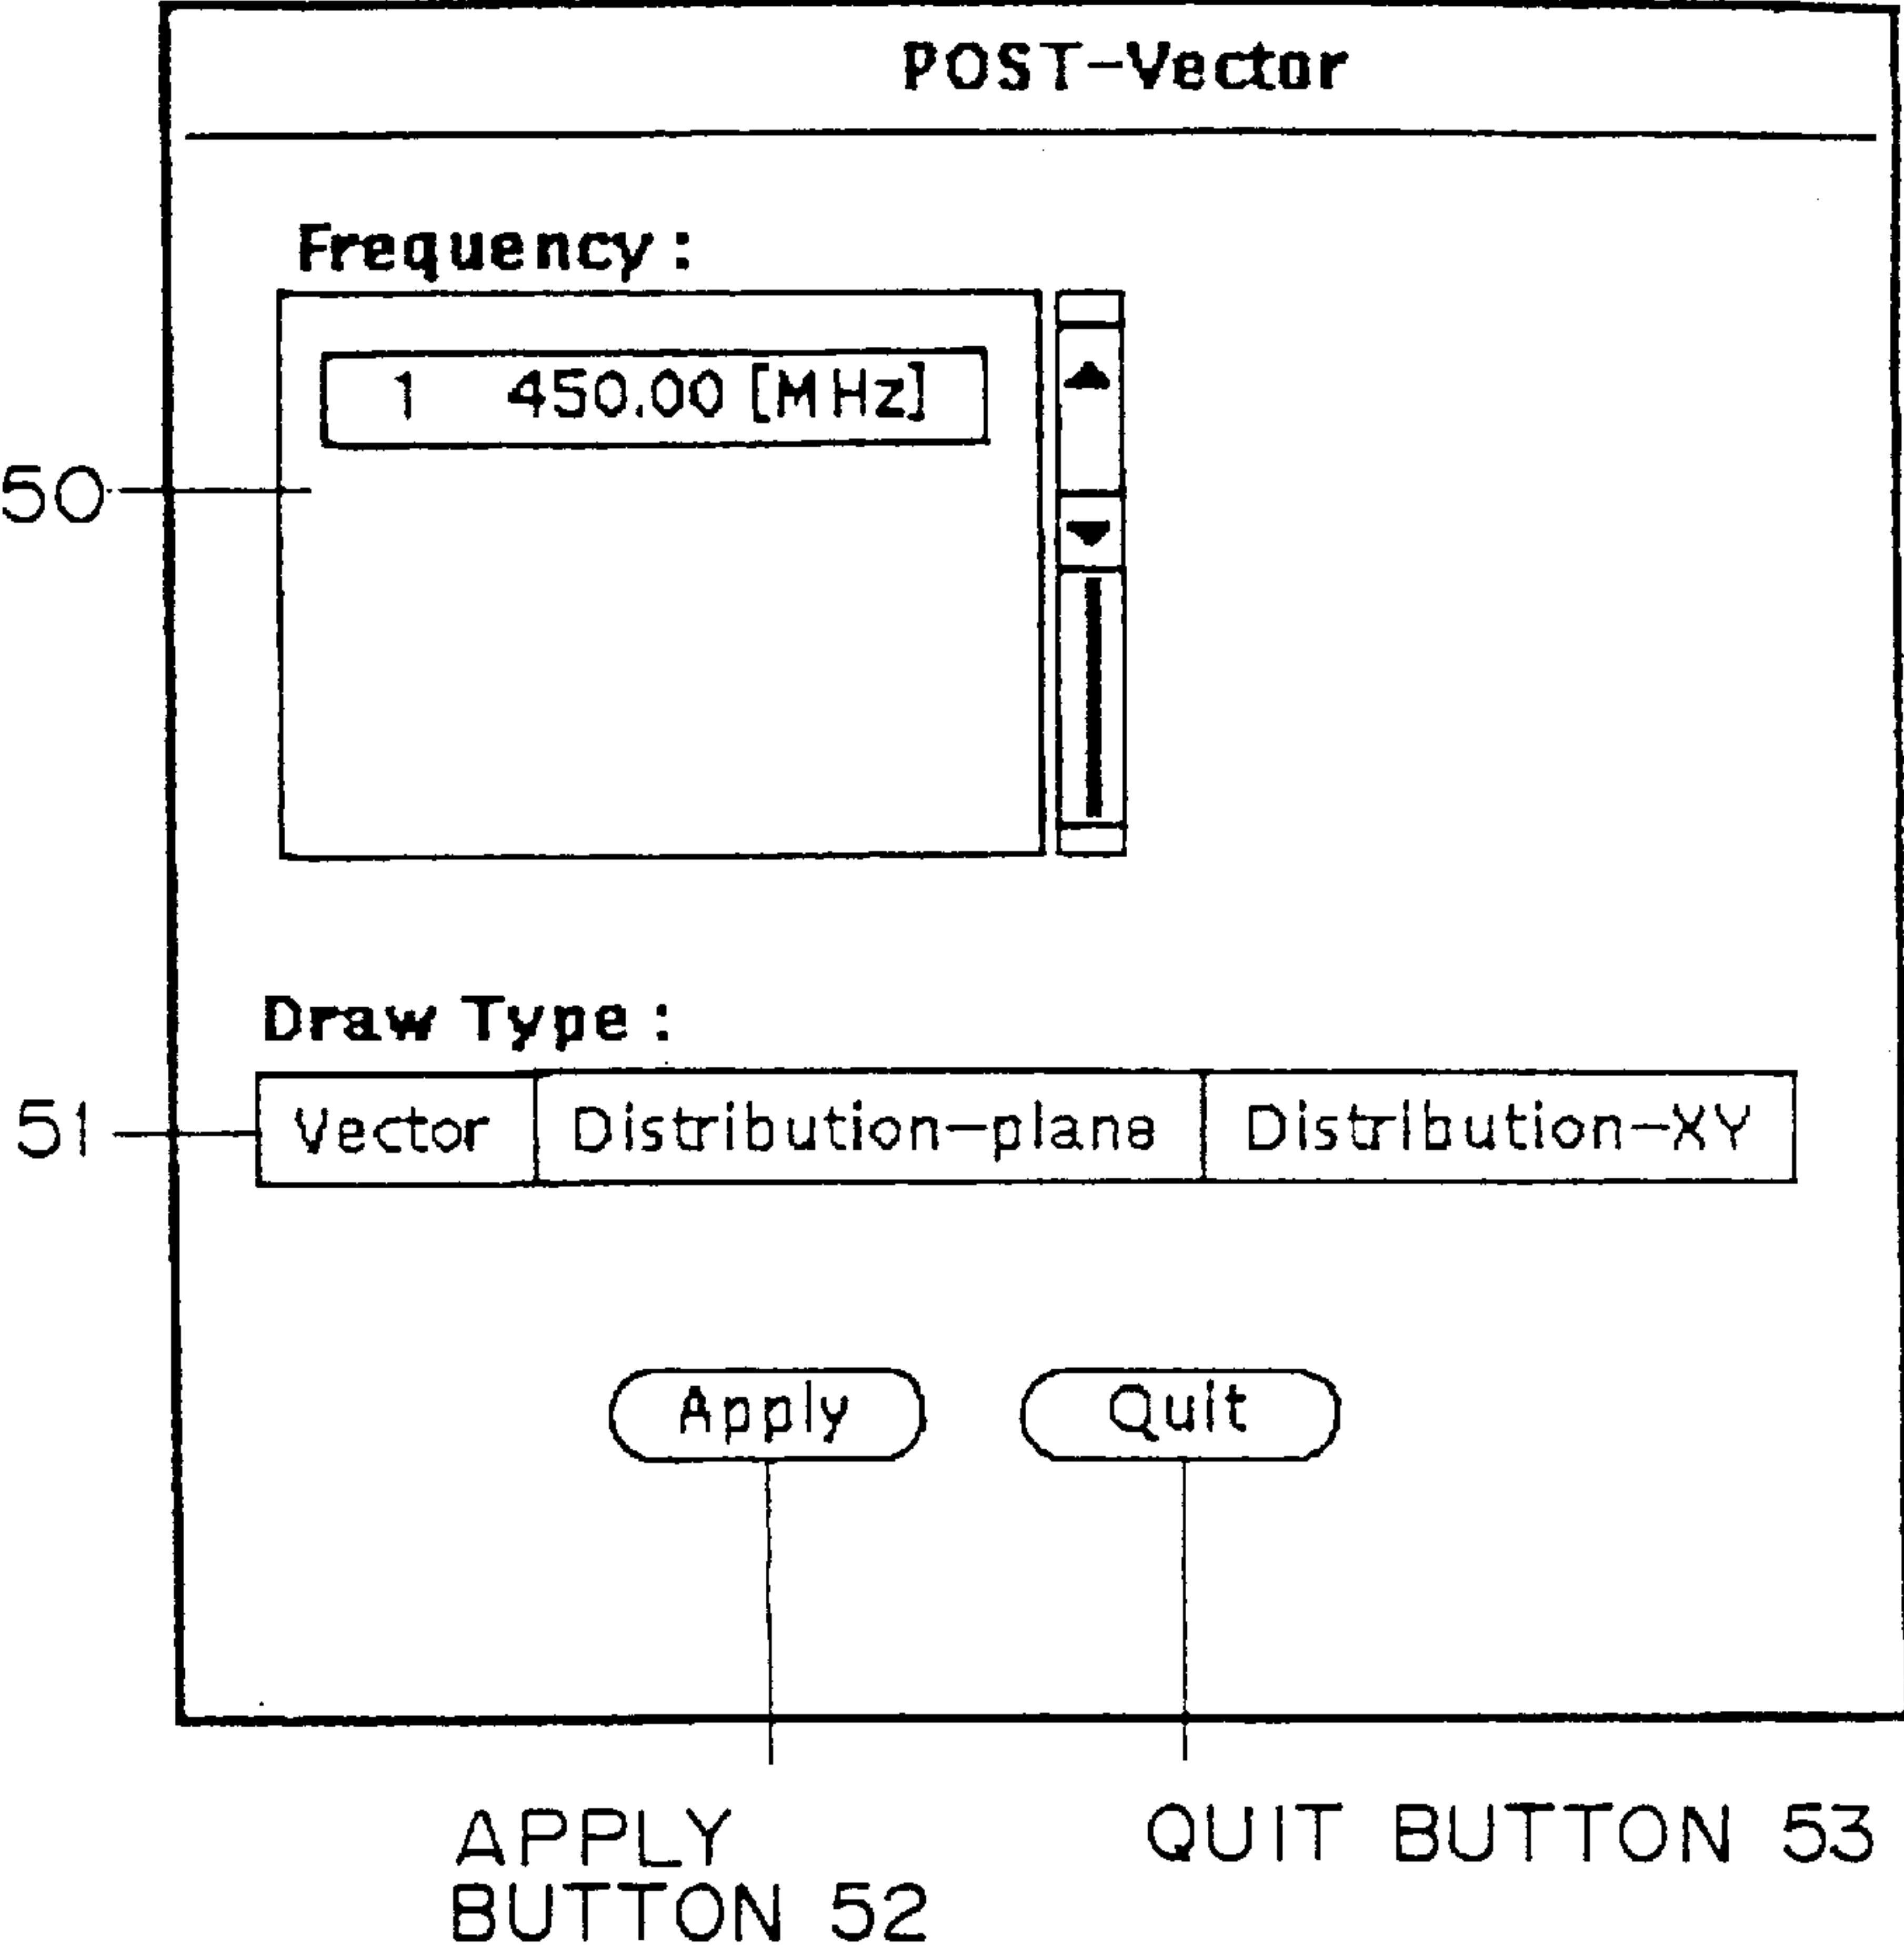 POST-Vector
Frequency:
1 450.00 [MHz]
50
Draw Type:
51
Vector Distribution-plane Distribution-XY
Apply Quit
APPLY
BUTTON 52
QUIT BUTTON 53